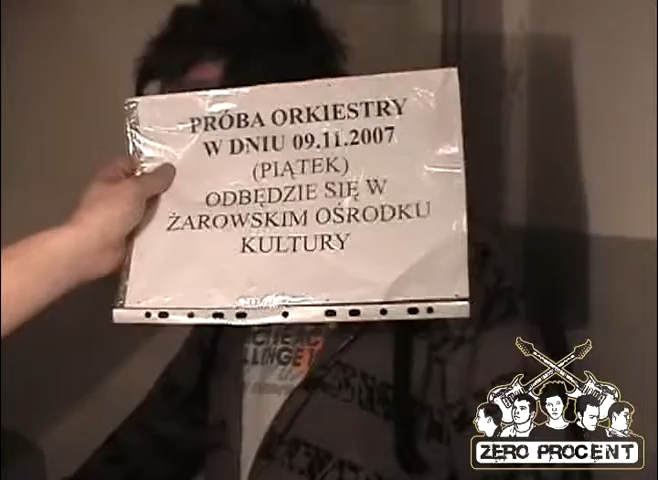 PRÓBA ORKIESTRY
W DNIU 09.11.2007
(PIĄTEK)
ODBĘDZIE SIĘ W
ŻAROWSKIM OŚRODKU
KULTURY
ZERO PROCENT